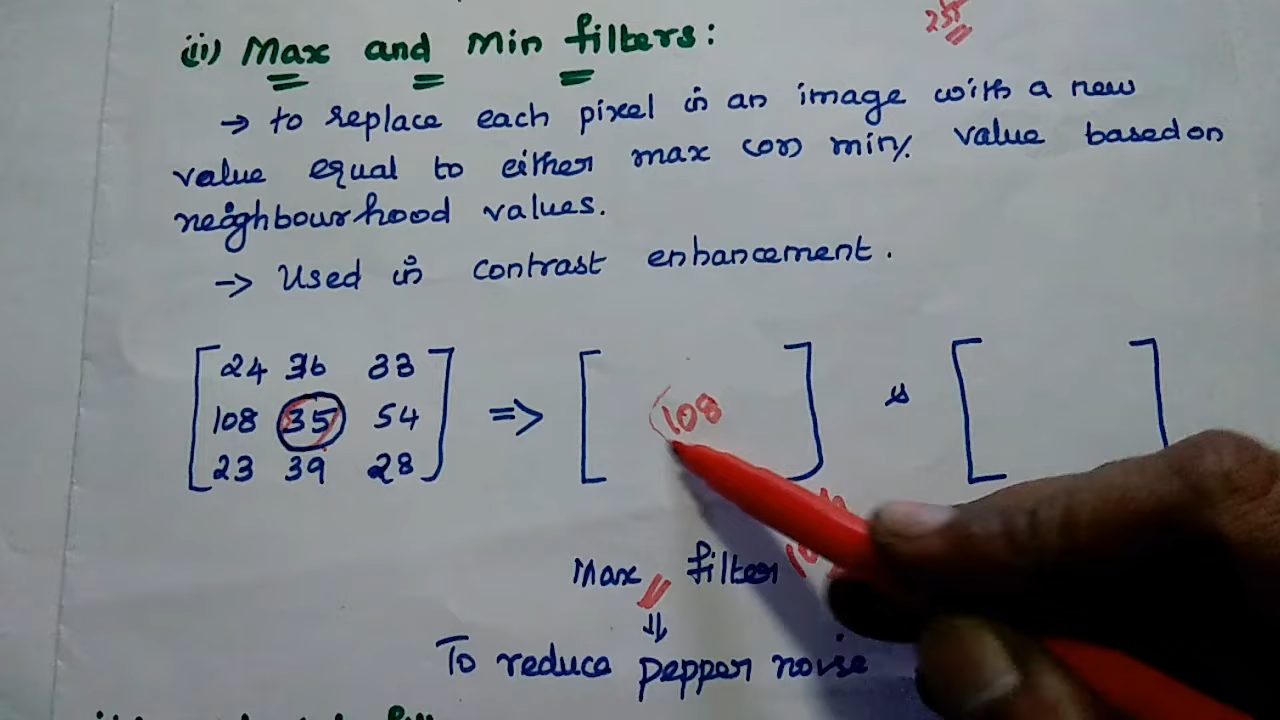 255
(ii) Max and Min filters:
→ to replace each pixel in an image with a new
value equal to either max (or) min/. value based on
neighbourhood values.
→ Used in contrast enhancement.
[24 36 33] ⇒ [ ] & [ ]
[108 35 54] [108]
[23 39 28]
Max filter
⇓
To reduce pepper noise